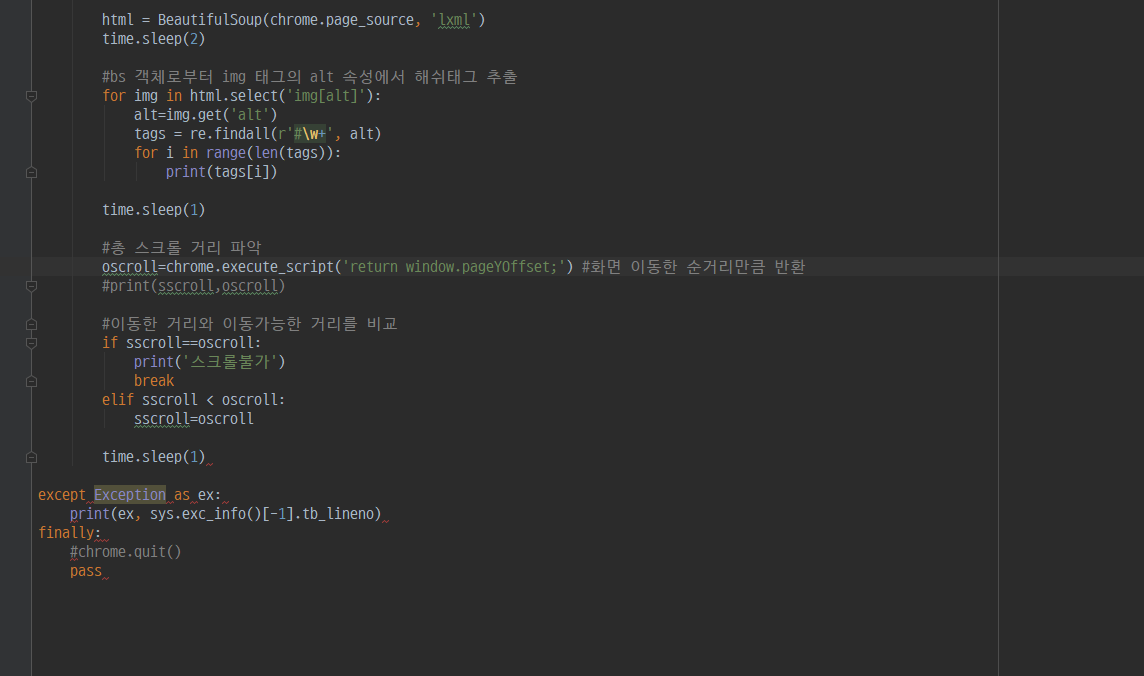 html = BeautifulSoup(chrome.page_source, 'lxml')
time.sleep(2)
#bs 객체로부터 img 태그의 alt 속성에서 해쉬태그 추출
for img in html.select('img[alt]'):
alt=img.get('alt')
tags = re.findall(r'#\w+', alt)
for i in range(len(tags)):
print(tags[i])
time.sleep(1)
#총 스크롤 거리 파악
oscroll=chrome.execute_script('return window.pageYOffset;') #화면 이동한 순거리만큼 반환
#print(sscroll,oscroll)
#이동한 거리와 이동가능한 거리를 비교
if sscroll==oscroll:
print('스크롤불가')
break
elif sscroll < oscroll:
sscroll=oscroll
time.sleep(1)
except Exception as ex:
print(ex, sys.exc_info()[-1].tb_lineno)
finally:
#chrome.quit()
pass